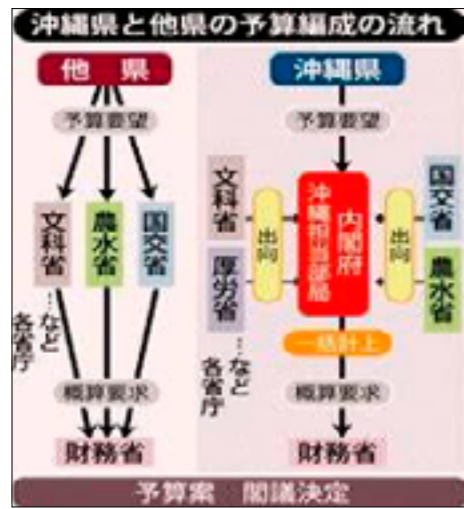 沖縄県と他県の予算編成の流れ
他 県
予算要望
文科省
農水省
国交省
…など各省庁
概算要求
財務省
沖縄県
予算要望
文科省
厚労省
出向
内閣府
沖縄担当部局
出向
国交省
農水省
…など各省庁
一括計上
概算要求
財務省
予算案 閣議決定